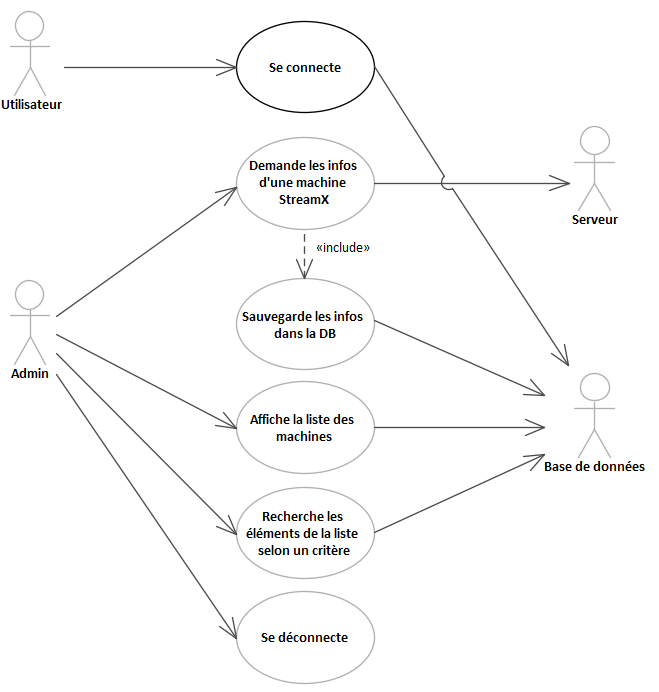 Se connecte
Utilisateur
Demande les infos
d'une machine
StreamX
Serveur
«include»
Sauvegarde les infos
dans la DB
Admin
Affiche la liste des
machines
Base de données
Recherche les
éléments de la liste
selon un critère
Se déconnecte